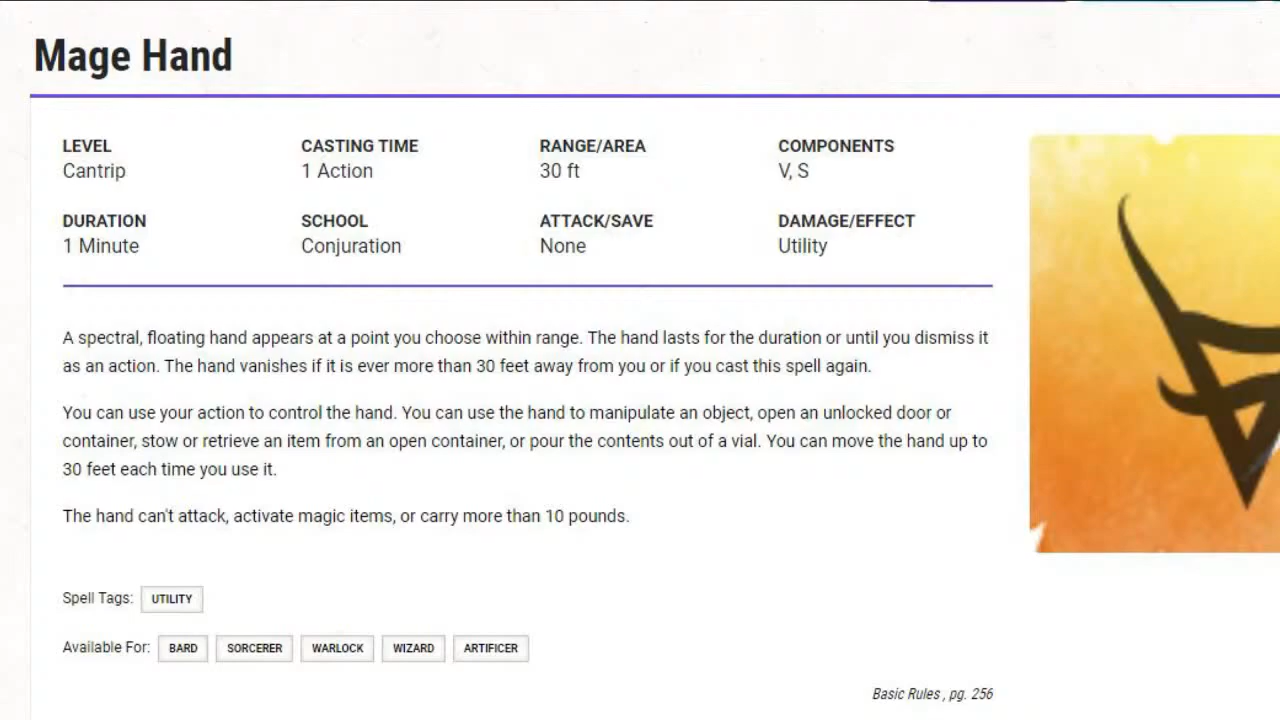 Mage Hand
LEVEL CASTING TIME RANGE/AREA COMPONENTS
Cantrip 1 Action 30 ft V, S
DURATION SCHOOL ATTACK/SAVE DAMAGE/EFFECT
1 Minute Conjuration None Utility
A spectral, floating hand appears at a point you choose within range. The hand lasts for the duration or until you dismiss it
as an action. The hand vanishes if it is ever more than 30 feet away from you or if you cast this spell again.
You can use your action to control the hand. You can use the hand to manipulate an object, open an unlocked door or
container, stow or retrieve an item from an open container, or pour the contents out of a vial. You can move the hand up to
30 feet each time you use it.
The hand can't attack, activate magic items, or carry more than 10 pounds.
Spell Tags: UTILITY
Available For: BARD SORCERER WARLOCK WIZARD ARTIFICER
Basic Rules , pg. 256